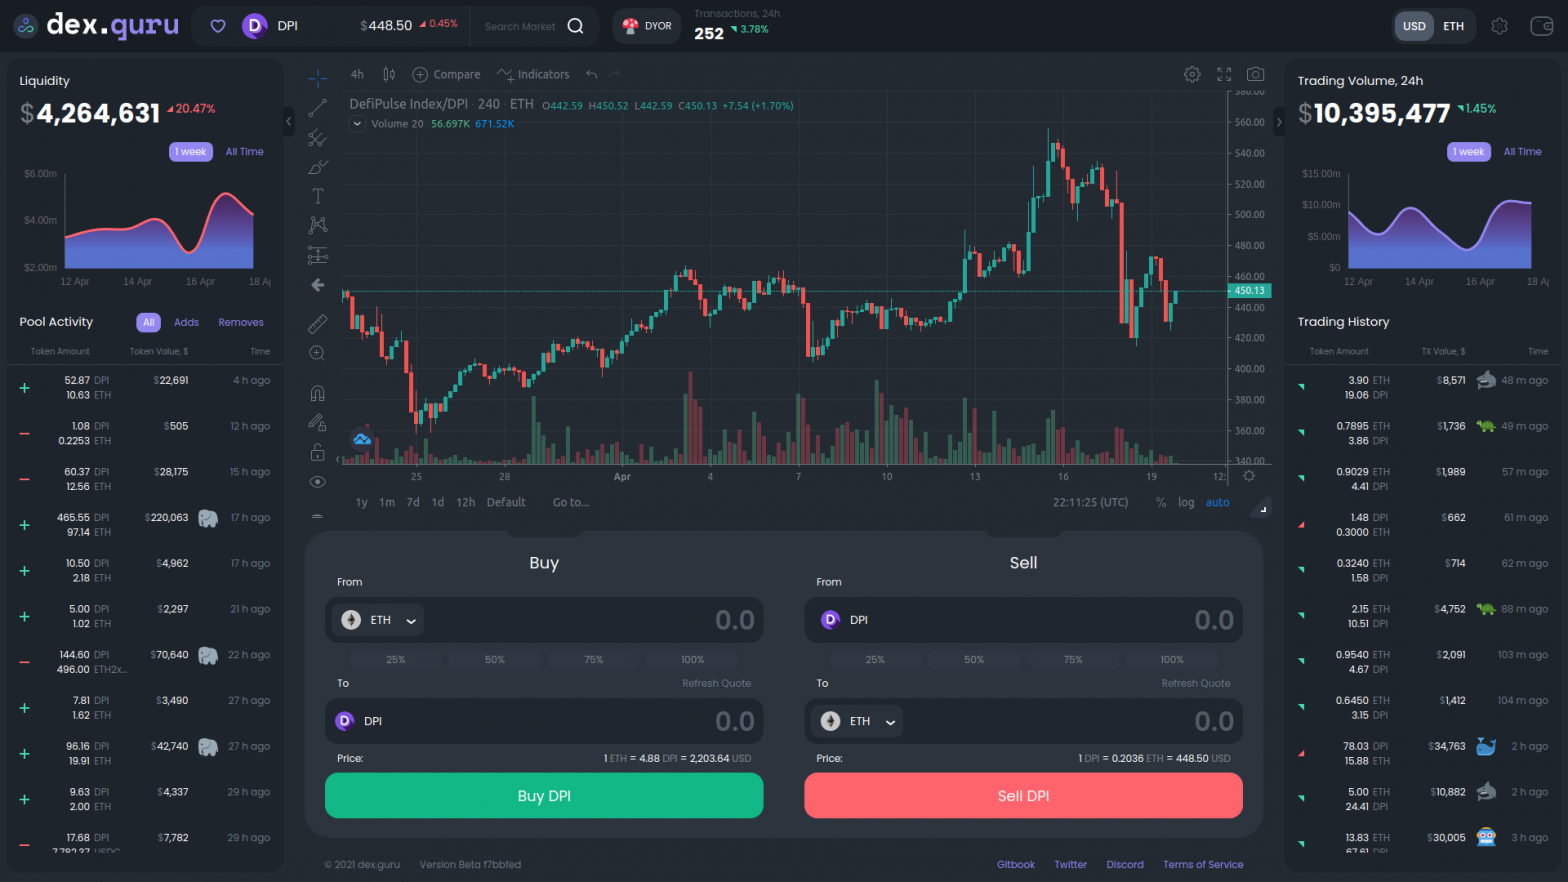 dex.guru
DPI
$448.50 0.45%
Search Market
DYOR
Transactions, 24h
252 3.78%
USD ETH
Liquidity
$4,264,631 20.47%
1 week All Time
$6.00m
$4.00m
$2.00m
12 Apr 14 Apr 16 Apr 18 A
Pool Activity All Adds Removes
Token Amount Token Value, $ Time
52.87 DPI $22,691 4 h ago
10.63 ETH
1.08 DPI $505 12 h ago
0.2253 ETH
60.37 DPI $28,175 15 h ago
12.56 ETH
465.55 DPI $220,063 17 h ago
97.14 ETH
10.50 DPI $4,962 17 h ago
2.18 ETH
5.00 DPI $2,297 21 h ago
1.02 ETH
144.60 DPI $70,640 22 h ago
496.00 ETH2x...
7.81 DPI $3,490 27 h ago
1.62 ETH
96.16 DPI $42,740 27 h ago
19.91 ETH
9.63 DPI $4,337 29 h ago
2.00 ETH
17.68 DPI $7,782 29 h ago
7,782.37 USDC
4h Compare Indicators
DefiPulse Index/DPI · 240 · ETH O442.59 H450.52 L442.59 C450.13 +7.54 (+1.70%)
Volume 20 56.697K 671.52K
580.00
560.00
540.00
520.00
500.00
480.00
460.00
450.13
440.00
420.00
400.00
380.00
360.00
340.00
25 28 Apr 4 7 10 13 16 19 12:
1y 1m 7d 1d 12h Default Go to... 22:11:25 (UTC) % log auto
Buy
From
ETH 0.0
25% 50% 75% 100%
To Refresh Quote
DPI 0.0
Price: 1 ETH = 4.88 DPI = 2,203.64 USD
Buy DPI
Sell
From
DPI 0.0
25% 50% 75% 100%
To Refresh Quote
ETH 0.0
Price: 1 DPI = 0.2036 ETH = 448.50 USD
Sell DPI
© 2021 dex.guru Version Beta f7bbfed
Gitbook Twitter Discord Terms of Service
Trading Volume, 24h
$10,395,477 1.45%
1 week All Time
$15.00m
$10.00m
$5.00m
$0
12 Apr 14 Apr 16 Apr 18 A
Trading History
Token Amount TX Value, $ Time
3.90 ETH $8,571 48 m ago
19.06 DPI
0.7895 ETH $1,736 49 m ago
3.86 DPI
0.9029 ETH $1,989 57 m ago
4.41 DPI
1.48 DPI $662 61 m ago
0.3000 ETH
0.3240 ETH $714 62 m ago
1.58 DPI
2.15 ETH $4,752 88 m ago
10.51 DPI
0.9540 ETH $2,091 103 m ago
4.67 DPI
0.6450 ETH $1,412 104 m ago
3.15 DPI
78.03 DPI $34,763 2 h ago
15.88 ETH
5.00 ETH $10,882 2 h ago
24.41 DPI
13.83 ETH $30,005 3 h ago
67.61 DPI